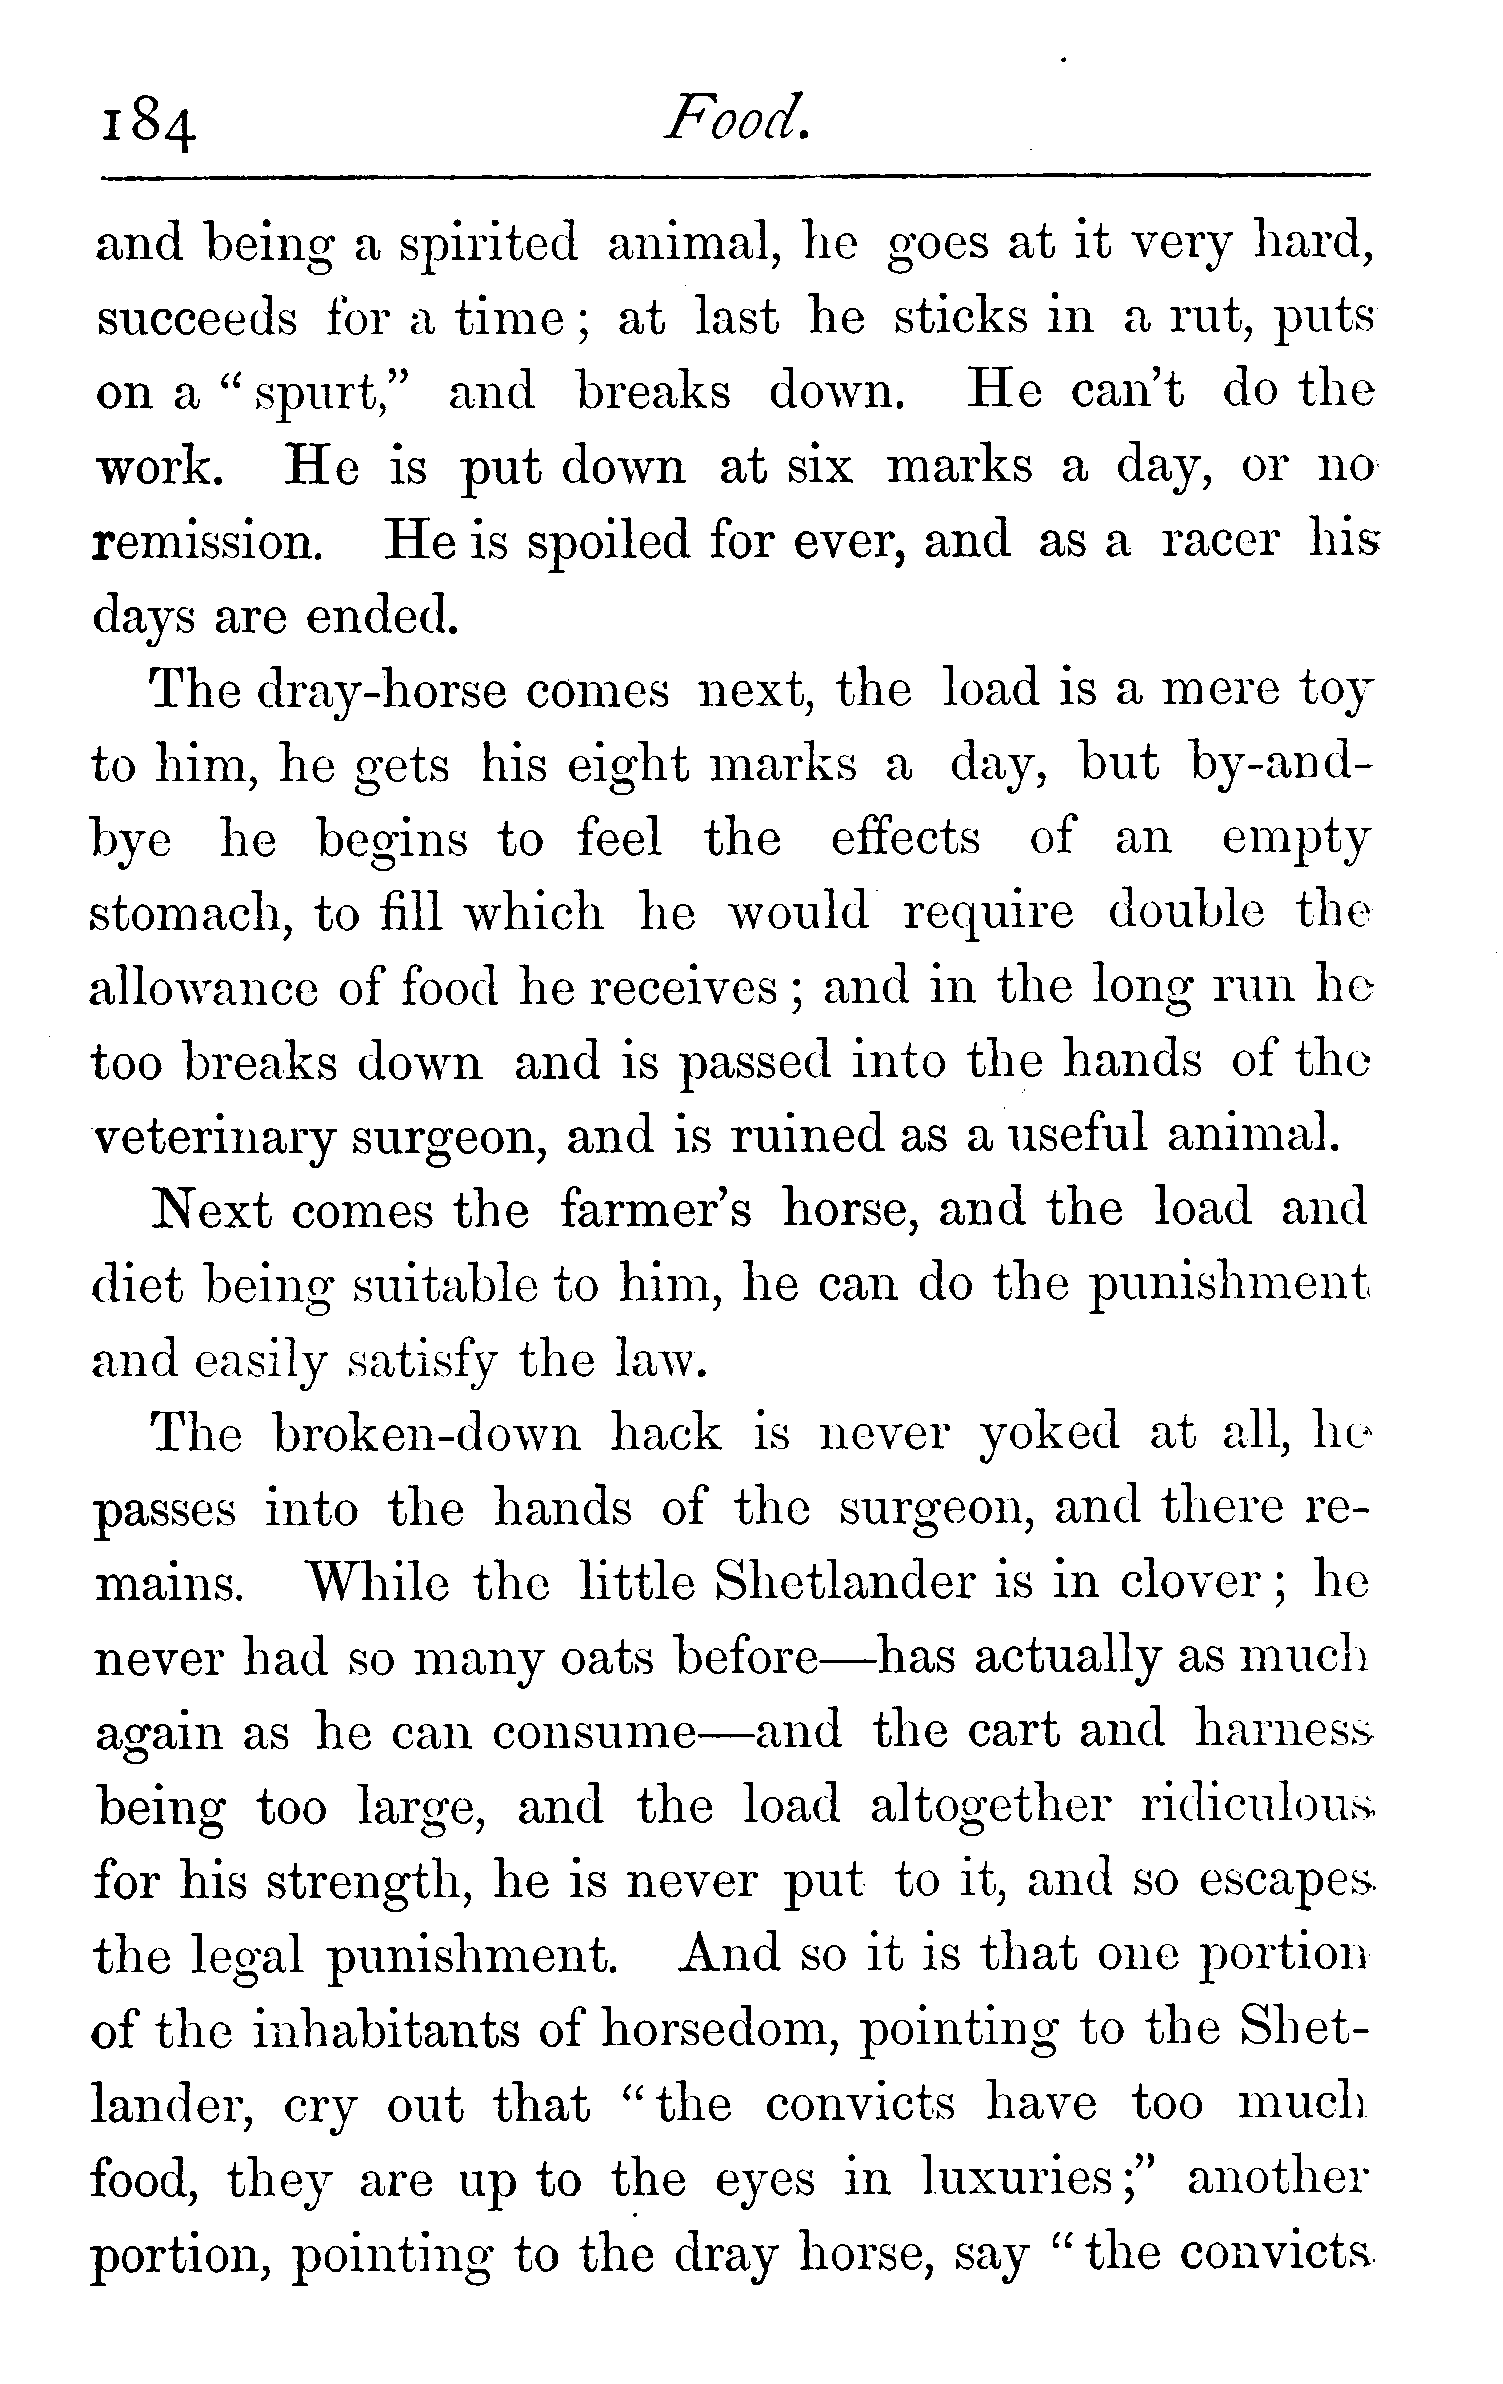 184 Food.
and being a spirited animal, he goes at it very hard,
succeeds for a time; at last he sticks in a rut, puts
on a "spurt," and breaks down. He can't do the
work. He is put down at six marks a day, or no
remission. He is spoiled for ever, and as a racer his
days are ended.
The dray-horse comes next, the load is a mere toy
to him, he gets his eight marks a day, but by-and-
bye he begins to feel the effects of an empty
stomach, to fill which he would require double the
allowance of food he receives; and in the long run he
too breaks down and is passed into the hands of the
veterinary surgeon, and is ruined as a useful animal.
Next comes the farmer's horse, and the load and
diet being suitable to him, he can do the punishment
and easily satisfy the law.
The broken-down hack is never yoked at all, he
passes into the hands of the surgeon, and there re-
mains. While the little Shetlander is in clover; he
never had so many oats before—has actually as much
again as he can consume—and the cart and harness
being too large, and the load altogether ridiculous
for his strength, he is never put to it, and so escapes
the legal punishment. And so it is that one portion
of the inhabitants of horsedom, pointing to the Shet-
lander, cry out that "the convicts have too much
food, they are up to the eyes in luxuries;" another
portion, pointing to the dray horse, say "the convicts